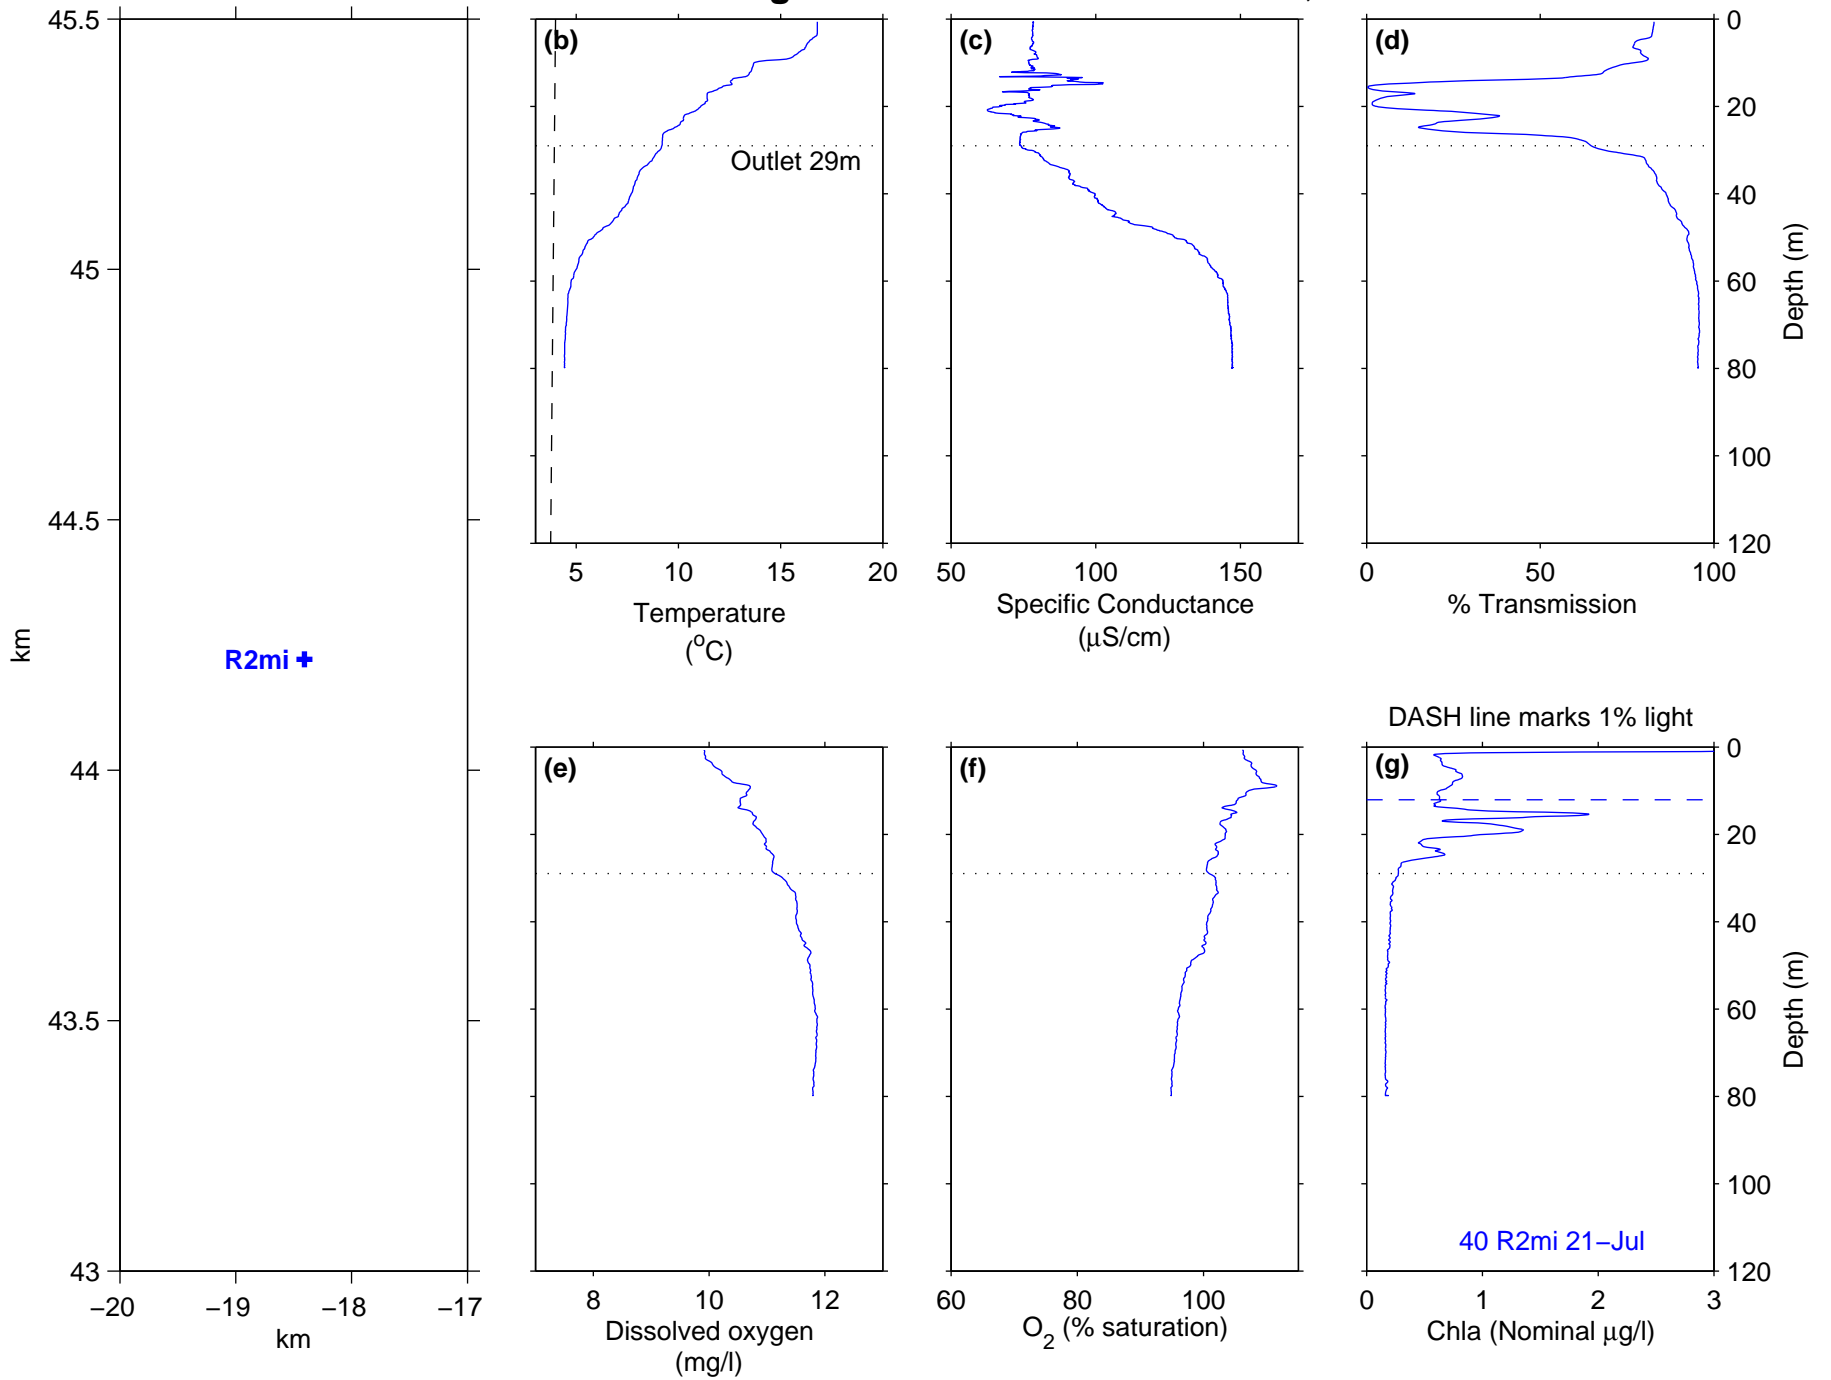 45.5
45
44.5
44
43.5
43
−20
−19
−18
−17
km
km
R2mi
(b)
Outlet 29m
5
10
15
20
Temperature
(°C)
(c)
50
100
150
Specific Conductance
(μS/cm)
(d)
0
50
100
% Transmission
0
20
40
60
80
100
120
Depth (m)
(e)
8
10
12
Dissolved oxygen
(mg/l)
(f)
60
80
100
O2 (% saturation)
DASH line marks 1% light
(g)
40 R2mi 21−Jul
0
1
2
3
Chla (Nominal μg/l)
0
20
40
60
80
100
120
Depth (m)